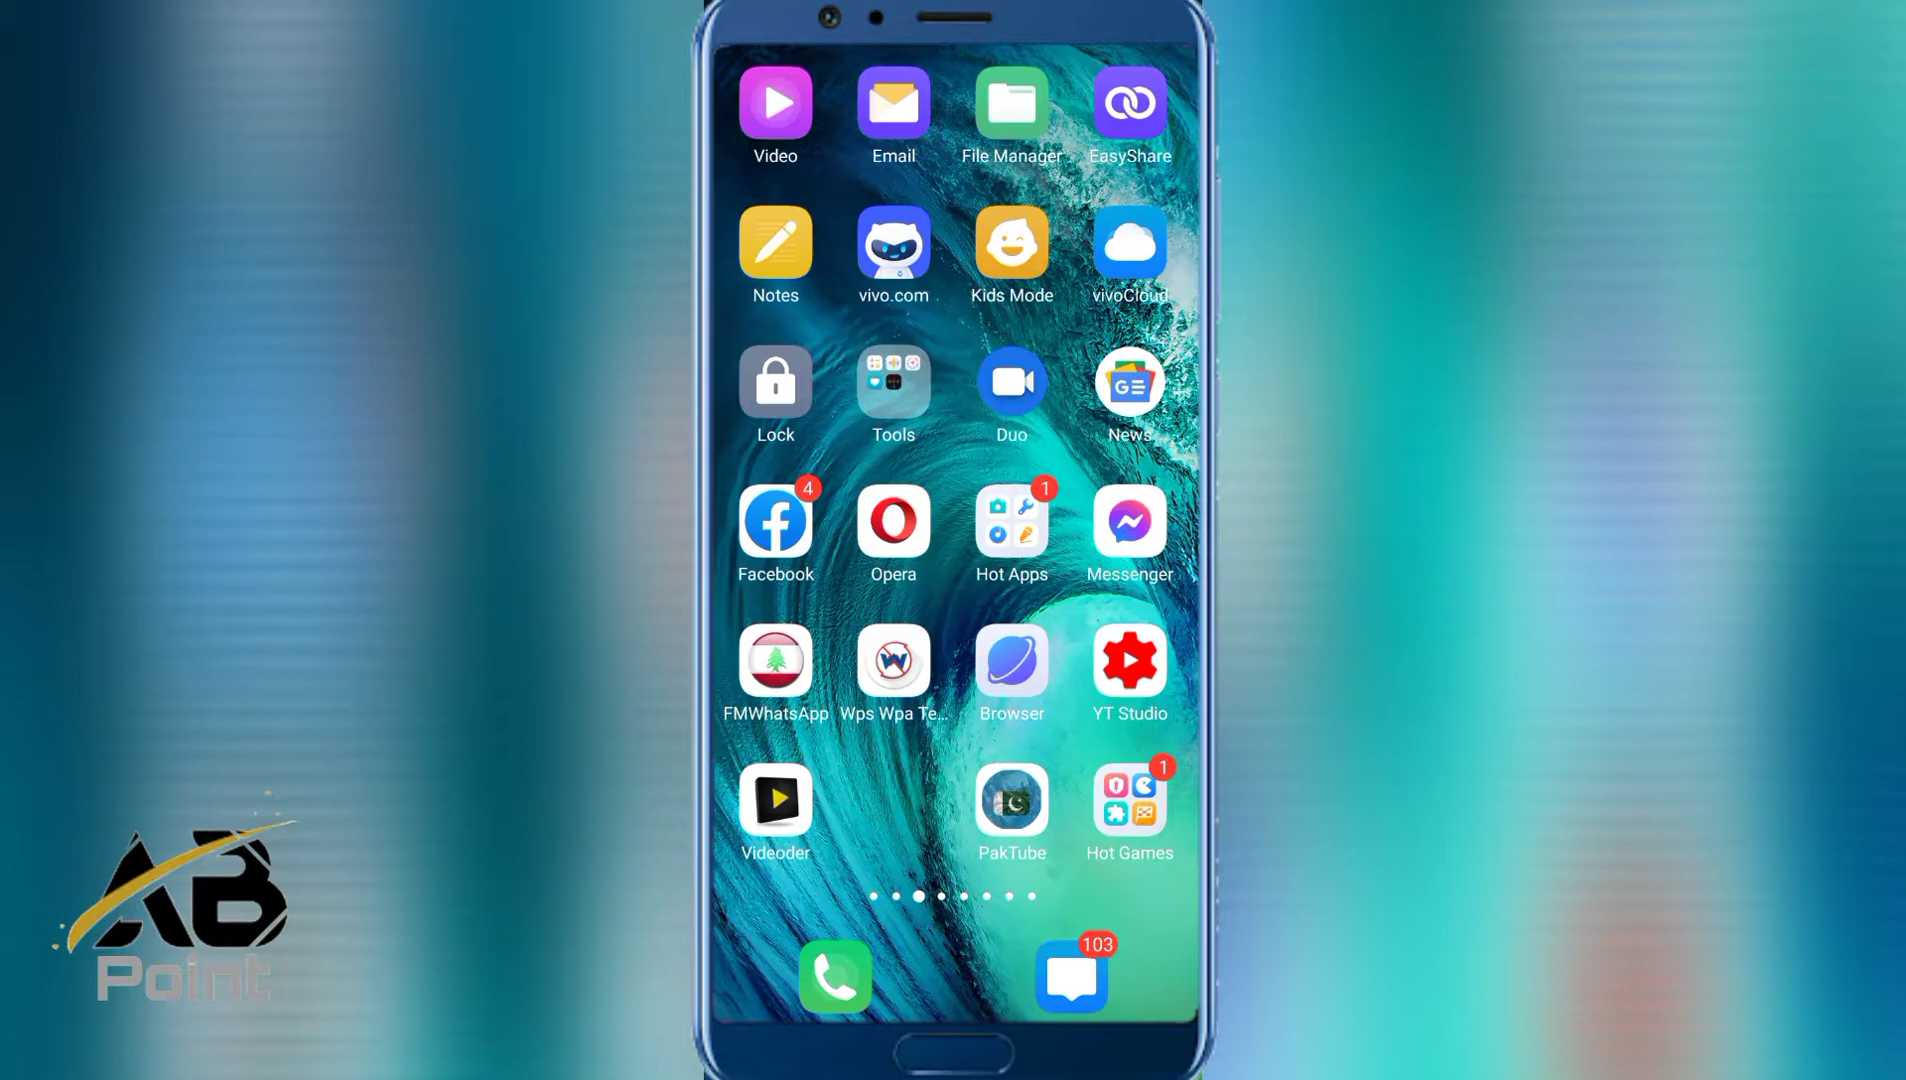 Video Email File Manager EasyShare
Notes vivo.com Kids Mode vivoCloud
GE
Lock Tools Duo News
4 1
Facebook Opera Hot Apps Messenger
W
FMWhatsApp Wps Wpa Te... Browser YT Studio
1
Videoder PakTube Hot Games
103
AB
Point